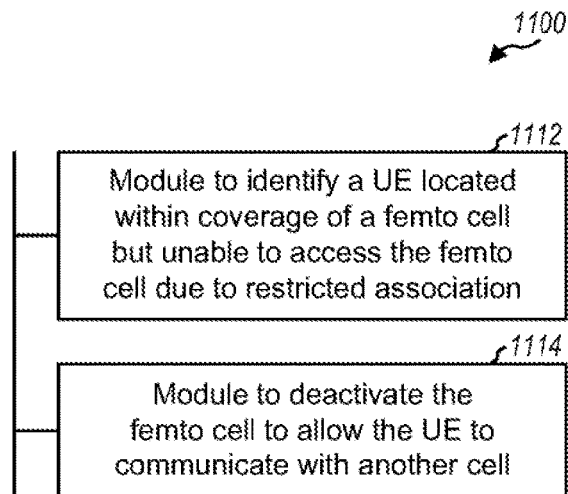 1100
1112
Module to identify a UE located
within coverage of a femto cell
but unable to access the femto
cell due to restricted association
1114
Module to deactivate the
femto cell to allow the UE to
communicate with another cell